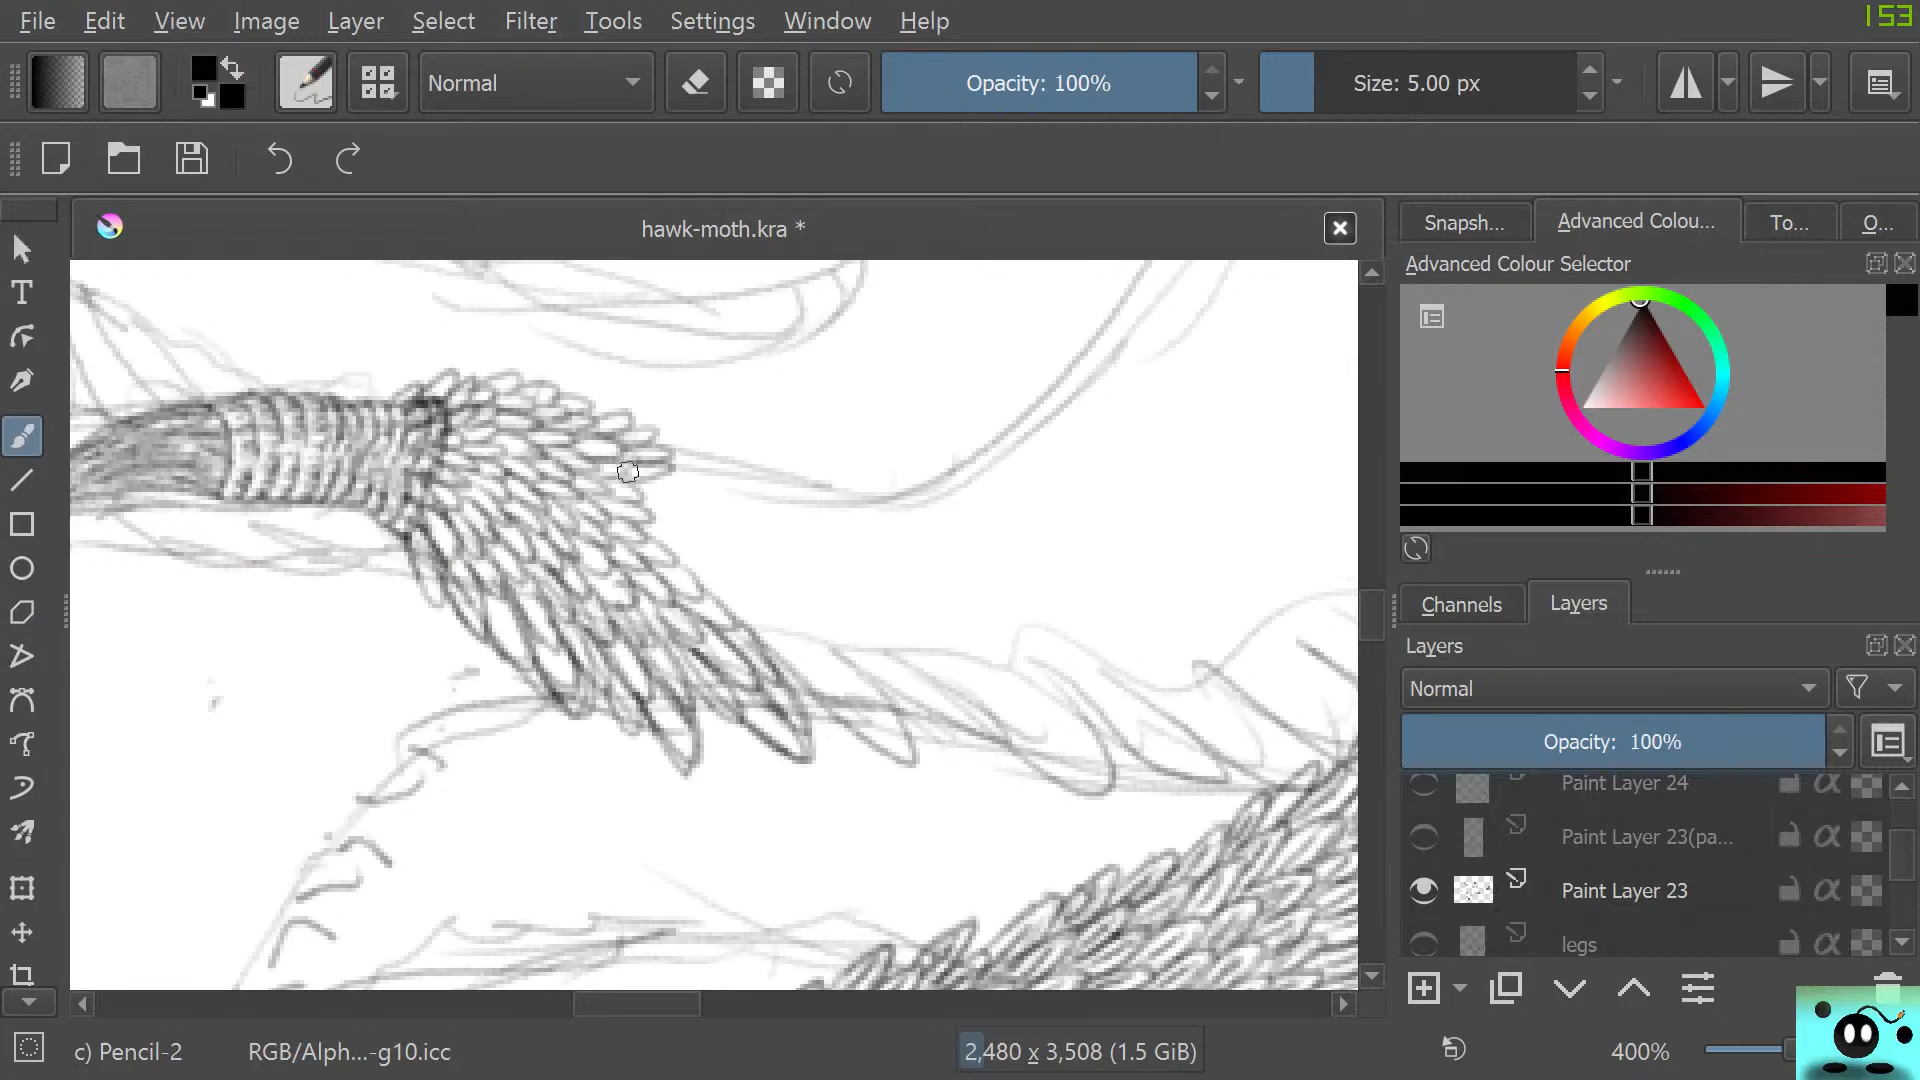 File Edit View Image Layer Select Filter Tools Settings Window Help
153
Normal
Opacity: 100%
Size: 5.00 px
hawk-moth.kra *
Snapsh... Advanced Colou... To... O...
Advanced Colour Selector
Channels Layers
Layers
Normal
Opacity: 100%
Paint Layer 24
Paint Layer 23(pa...
Paint Layer 23
legs
c) Pencil-2
RGB/Alph...-g10.icc
2,480 x 3,508 (1.5 GiB)
400%